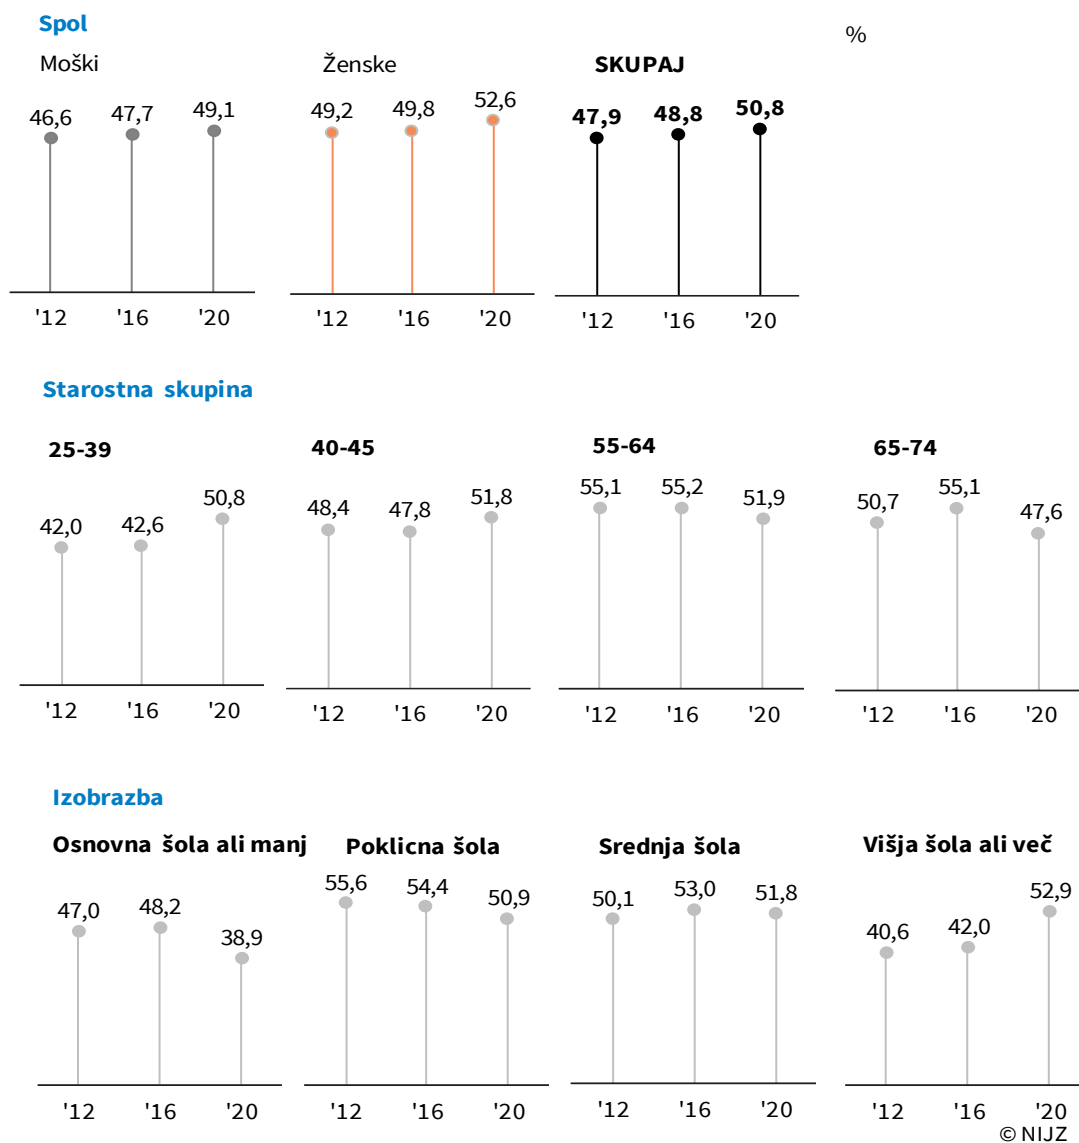 Spol
%
Moški
Ženske
SKUPAJ
46,6 47,7 49,1
49,2 49,8 52,6
47,9 48,8 50,8
'12 '16 '20
'12 '16 '20
'12 '16 '20
Starostna skupina
25-39
40-45
55-64
65-74
42,0 42,6 50,8
48,4 47,8 51,8
55,1 55,2 51,9
50,7 55,1 47,6
'12 '16 '20
'12 '16 '20
'12 '16 '20
'12 '16 '20
Izobrazba
Osnovna šola ali manj
Poklicna šola
Srednja šola
Višja šola ali več
47,0 48,2 38,9
55,6 54,4 50,9
50,1 53,0 51,8
40,6 42,0 52,9
'12 '16 '20
'12 '16 '20
'12 '16 '20
'12 '16 '20
© NIJZ